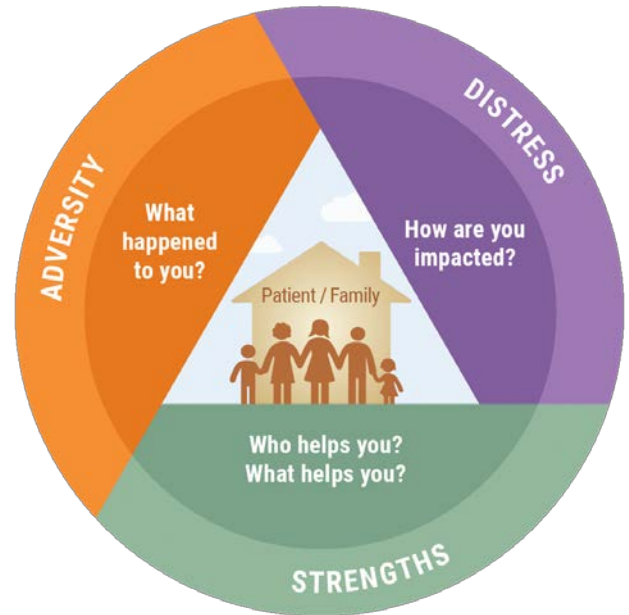 ADVERSITY
What
happened
to you?
DISTRESS
How are you
impacted?
Patient / Family
Who helps you?
What helps you?
STRENGTHS